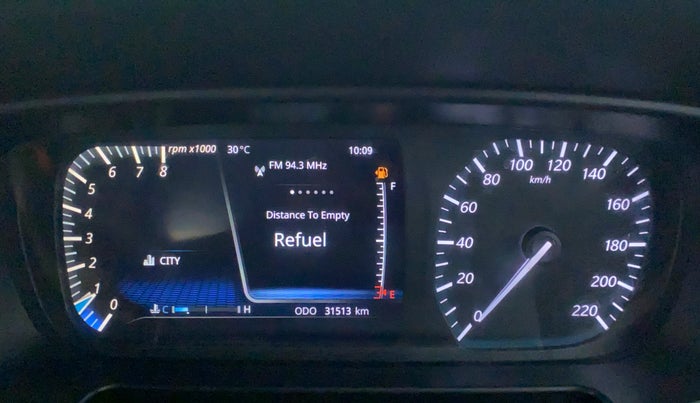 rpm x1000 30°C 10:09
FM 94.3 MHz
F
Distance To Empty
Refuel
CITY
E
C H ODO 31513 km
0 1 2 3 4 5 6 7 8
km/h
0 20 40 60 80 100 120 140 160 180 200 220